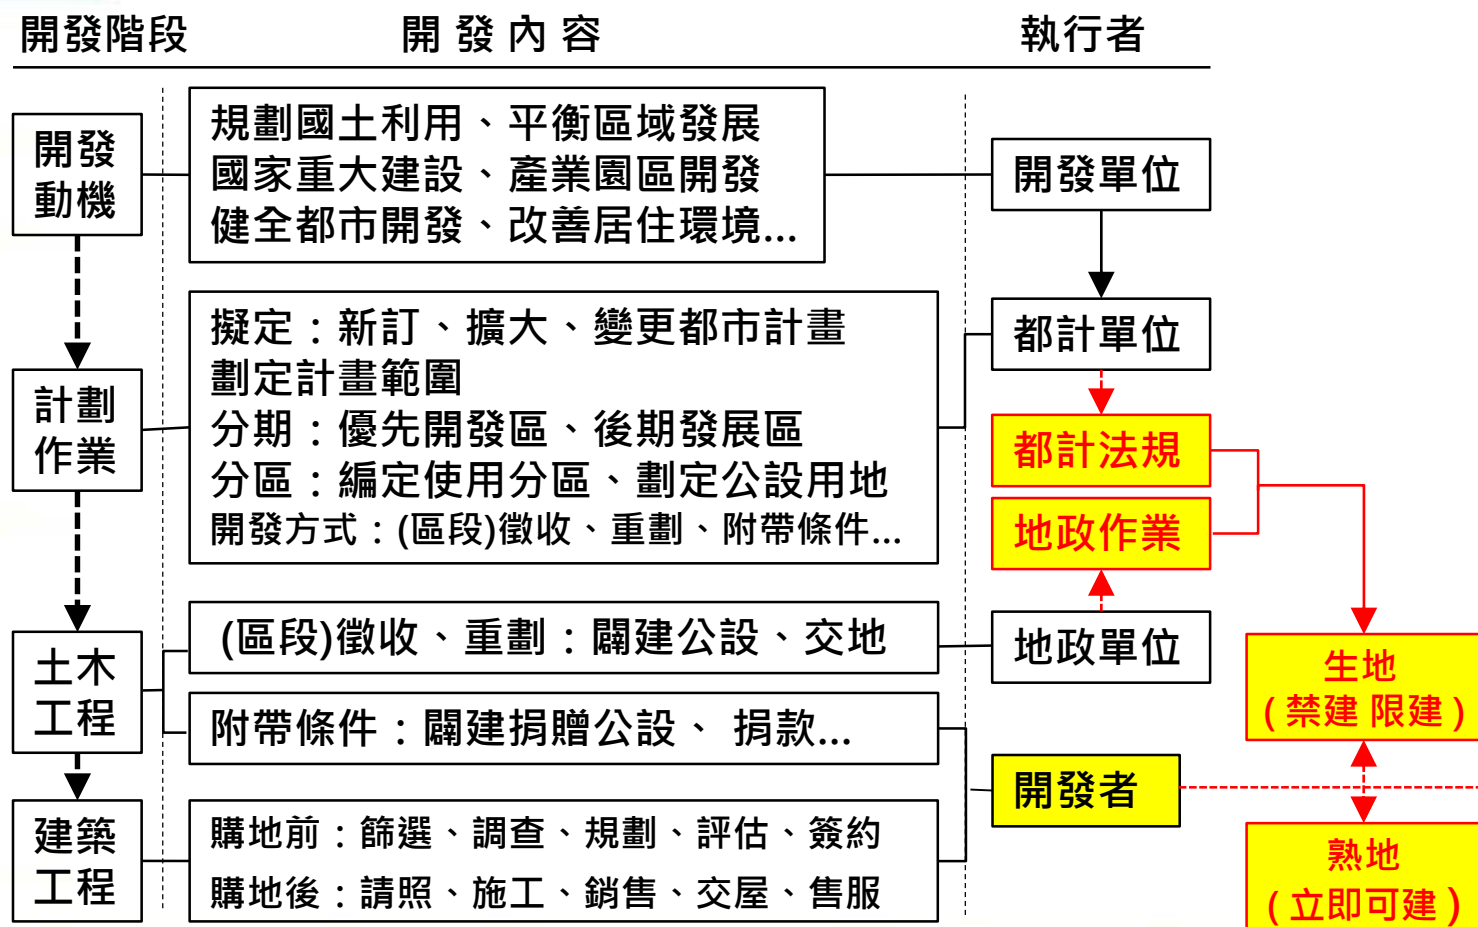 開發階段
開發內容
執行者
開發
動機
規劃國土利用、平衡區域發展
國家重大建設、產業園區開發
健全都市開發、改善居住環境...
開發單位
計劃
作業
擬定：新訂、擴大、變更都市計畫
劃定計畫範圍
分期：優先開發區、後期發展區
分區：編定使用分區、劃定公設用地
開發方式：(區段)徵收、重劃、附帶條件...
都計單位
都計法規
地政作業
土木
工程
(區段)徵收、重劃：闢建公設、交地
地政單位
附帶條件：闢建捐贈公設、 捐款...
生地
(禁建 限建)
開發者
建築
工程
購地前：篩選、調查、規劃、評估、簽約
購地後：請照、施工、銷售、交屋、售服
熟地
(立即可建)